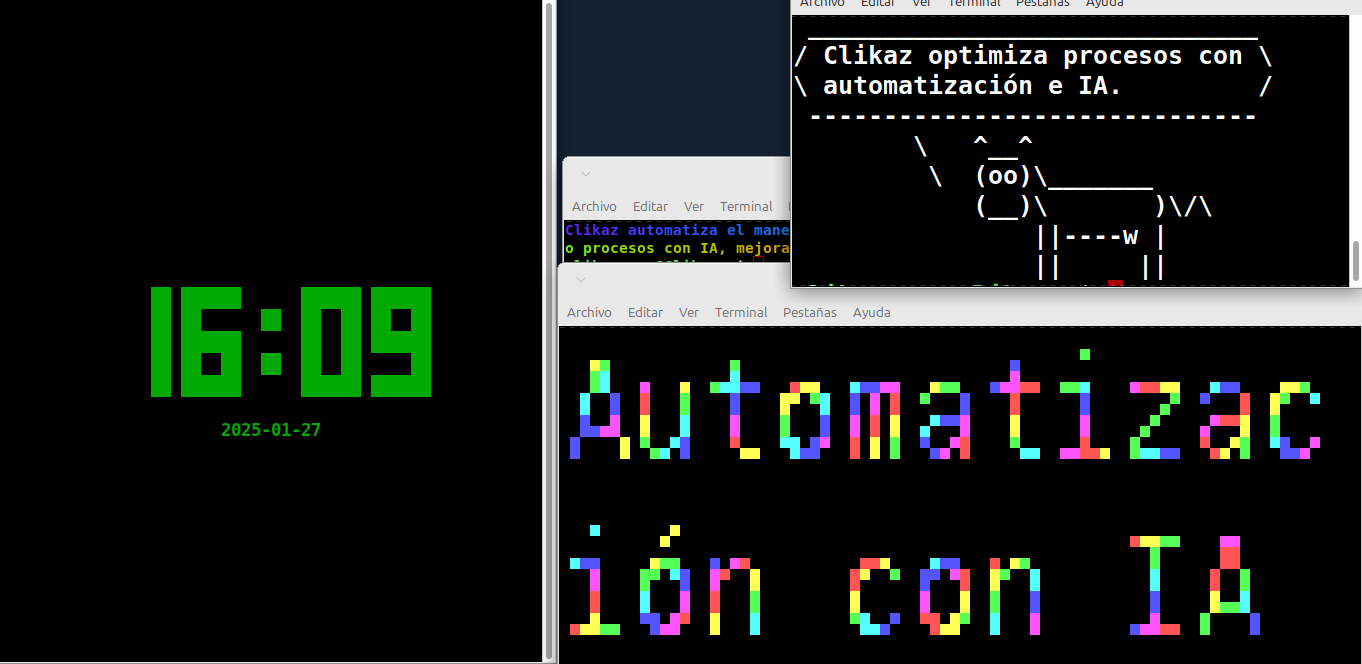 16:09
2025-01-27
Archivo Editar Ver Terminal Pestañas Ayuda
/ Clikaz optimiza procesos con \
\ automatización e IA. /
------------------------------
\ ^__^
\ (oo)\_______
(__)\ )\/\
||----w |
|| ||
Archivo Editar Ver Terminal
Clikaz automatiza el mane
o procesos con IA, mejora
Archivo Editar Ver Terminal Pestañas Ayuda
Automatizac
ión con IA